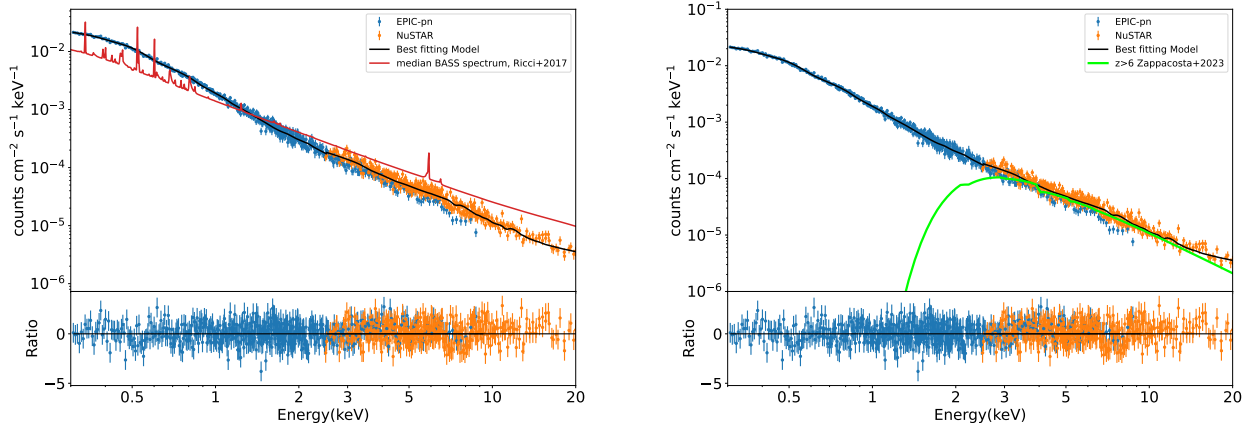 EPIC-pn
NuSTAR
Best fitting Model
median BASS spectrum, Ricci+2017
counts cm⁻² s⁻¹ keV⁻¹
10⁻²
10⁻³
10⁻⁴
10⁻⁵
10⁻⁶
Ratio
0
−5
0.5 1 2 3 5 10 20
Energy(keV)
EPIC-pn
NuSTAR
Best fitting Model
z>6 Zappacosta+2023
counts cm⁻² s⁻¹ keV⁻¹
10⁻¹
10⁻²
10⁻³
10⁻⁴
10⁻⁵
10⁻⁶
Ratio
0
−5
0.5 1 2 3 5 10 20
Energy(keV)